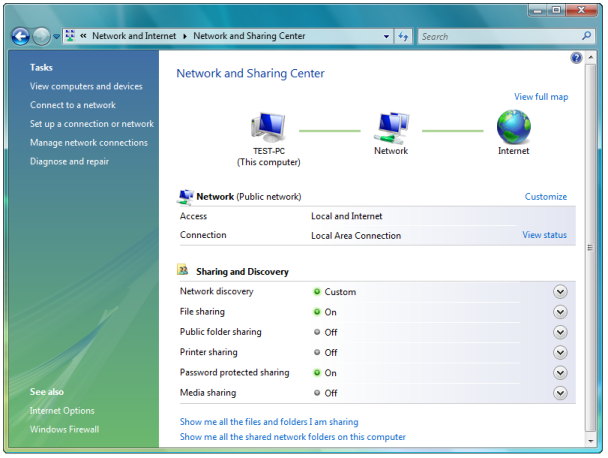 « Network and Internet ▸ Network and Sharing Center
Search
Tasks
View computers and devices
Connect to a network
Set up a connection or network
Manage network connections
Diagnose and repair
See also
Internet Options
Windows Firewall
Network and Sharing Center
View full map
TEST-PC
(This computer)
Network
Internet
Network (Public network)
Customize
Access Local and Internet
Connection Local Area Connection View status
Sharing and Discovery
Network discovery Custom
File sharing On
Public folder sharing Off
Printer sharing Off
Password protected sharing On
Media sharing Off
Show me all the files and folders I am sharing
Show me all the shared network folders on this computer